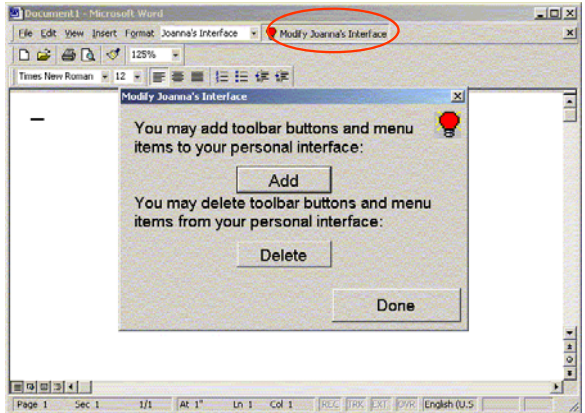 Document1 - Microsoft Word
File Edit View Insert Format Joanna's Interface Modify Joanna's Interface
125%
Times New Roman 12
Modify Joanna's Interface
You may add toolbar buttons and menu
items to your personal interface:
Add
You may delete toolbar buttons and menu
items from your personal interface:
Delete
Done
Page 1 Sec 1 1/1 At 1" Ln 1 Col 1 REC TRK EXT OVR English (U.S